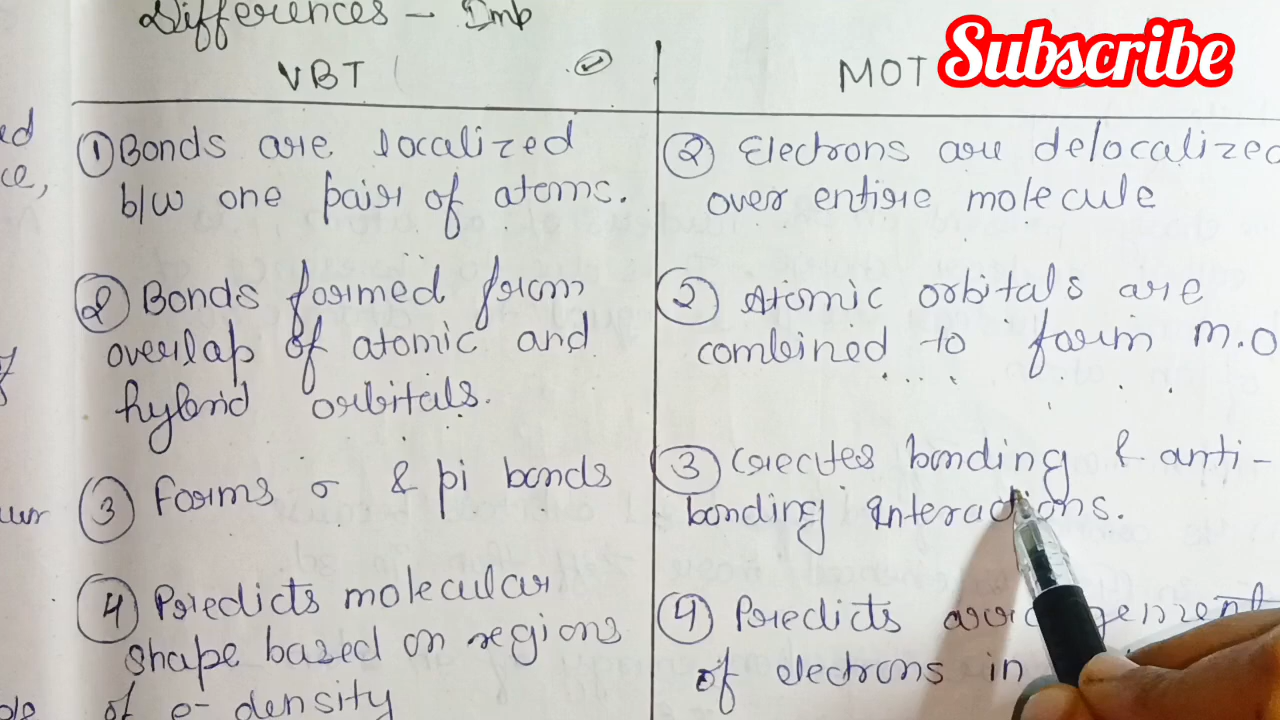 Differences - Imp
Subscribe
VBT
MOT
① Bonds are localized
b/w one pair of atoms.
② Electrons are delocalized
over entire molecule
② Bonds formed from
overlap of atomic and
hybrid orbitals.
② Atomic orbitals are
combined to form M.O
③ Forms σ & pi bonds
③ Creates bonding & anti-
bonding interactions.
④ Predicts molecular
shape based on regions
of e- density
④ Predicts
of electrons in